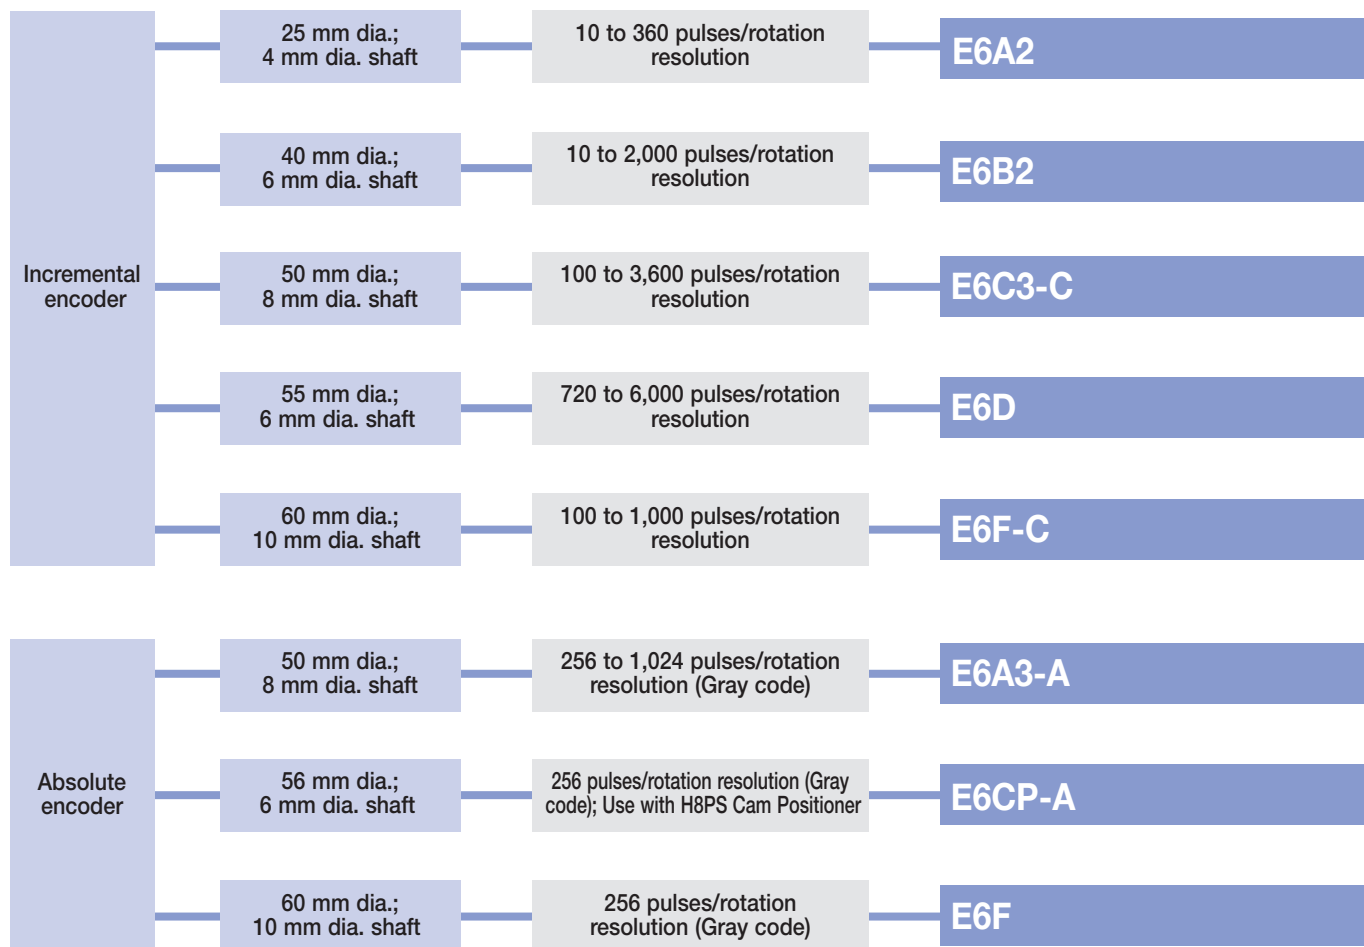 25 mm dia.;
4 mm dia. shaft
10 to 360 pulses/rotation
resolution
E6A2
40 mm dia.;
6 mm dia. shaft
10 to 2,000 pulses/rotation
resolution
E6B2
Incremental
encoder
50 mm dia.;
8 mm dia. shaft
100 to 3,600 pulses/rotation
resolution
E6C3-C
55 mm dia.;
6 mm dia. shaft
720 to 6,000 pulses/rotation
resolution
E6D
60 mm dia.;
10 mm dia. shaft
100 to 1,000 pulses/rotation
resolution
E6F-C
50 mm dia.;
8 mm dia. shaft
256 to 1,024 pulses/rotation
resolution (Gray code)
E6A3-A
Absolute
encoder
56 mm dia.;
6 mm dia. shaft
256 pulses/rotation resolution (Gray
code); Use with H8PS Cam Positioner
E6CP-A
60 mm dia.;
10 mm dia. shaft
256 pulses/rotation
resolution (Gray code)
E6F